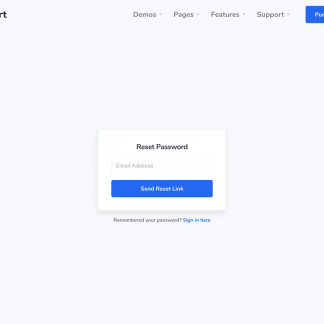 rt Demos Pages Features Support Pu
Reset Password
Email Address
Send Reset Link
Remembered your password? Sign in here